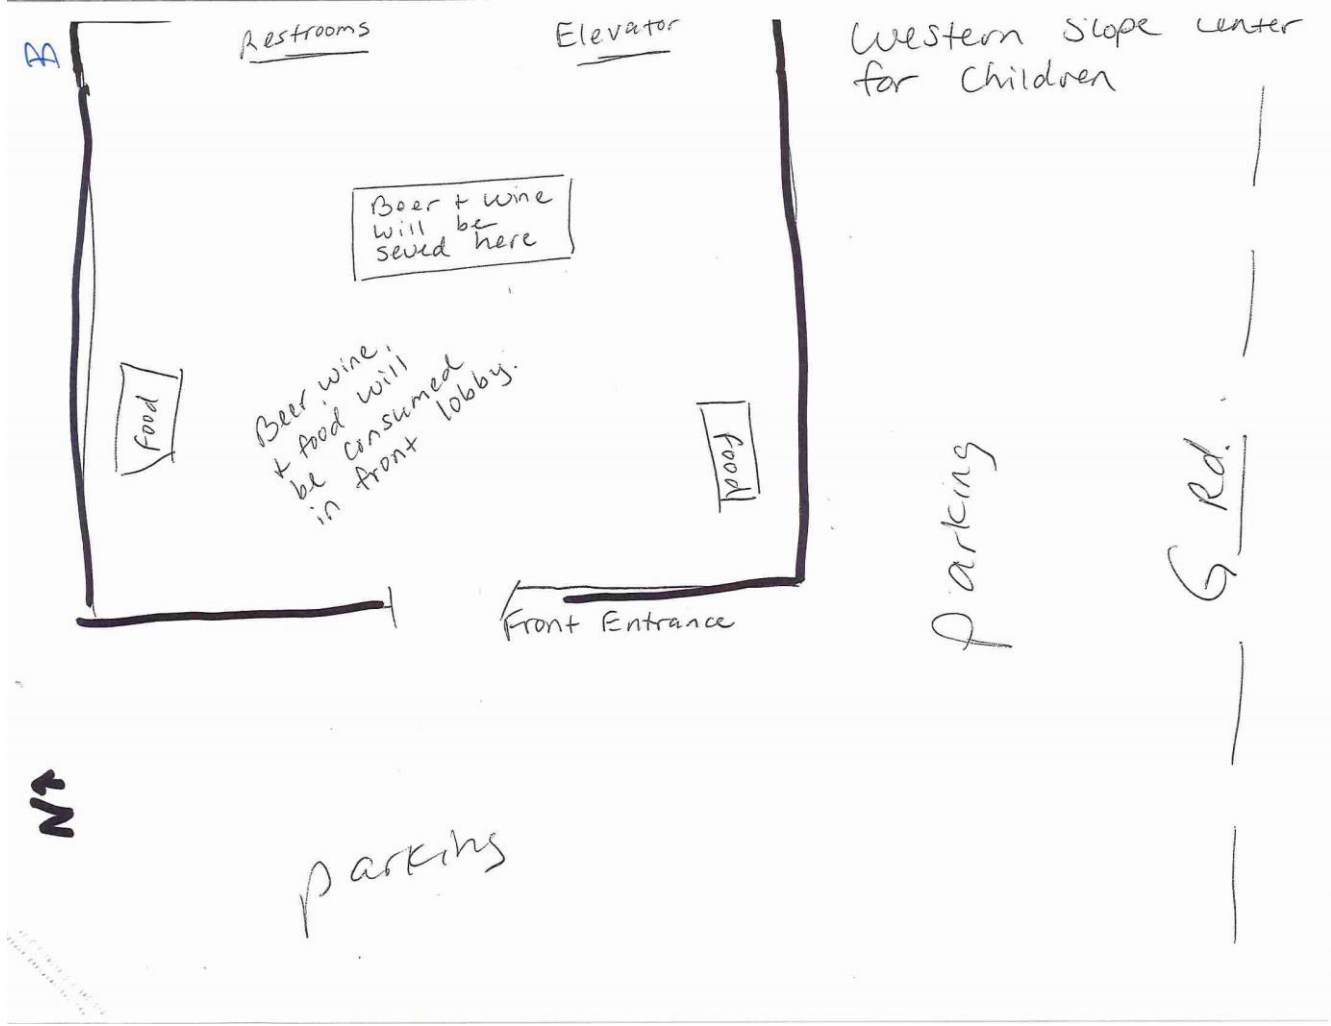 Restrooms
Elevator
Western Slope Center
for Children
Beer + wine
will be
seved here
Beer wine,
+ food will
be consumed
in front lobby.
food
food
Front Entrance
parking
G Rd.
N
parking